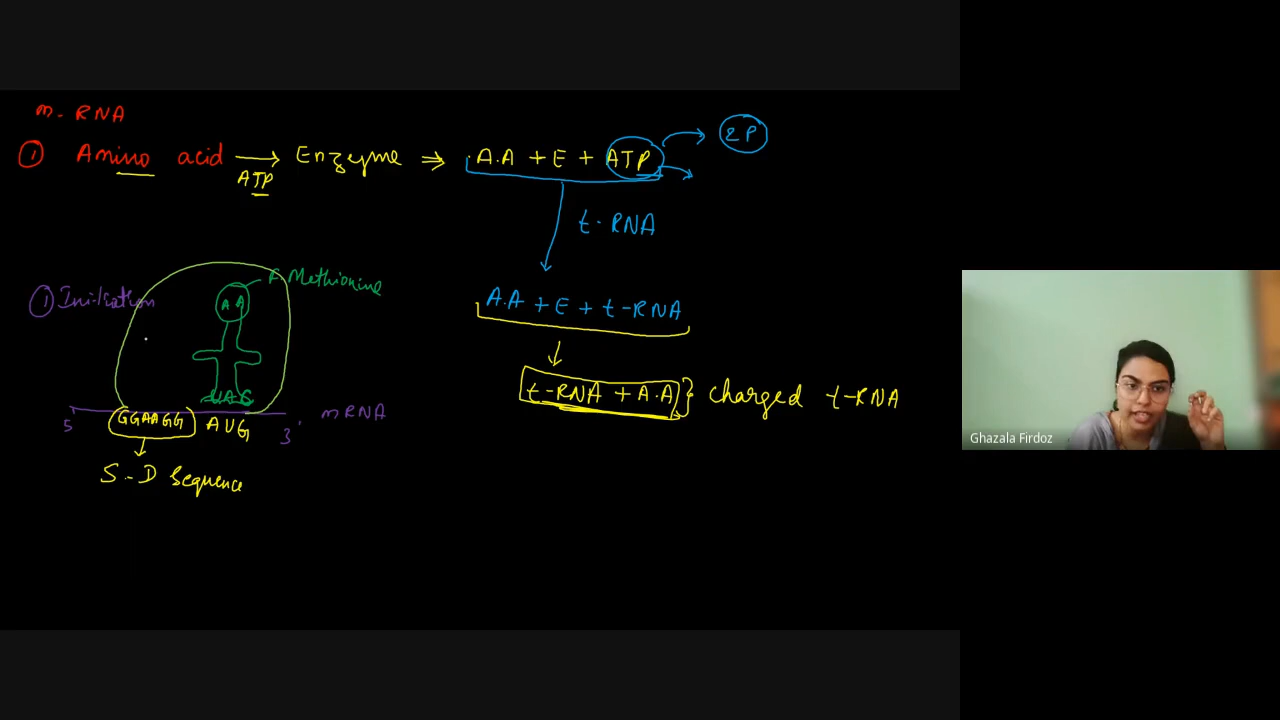 m-RNA
① Amino acid → Enzyme ⇒ A.A + E + ATP → 2P
ATP
t-RNA
① Initiation
F Methionine
AA
A.A + E + t-RNA
t-RNA + A.A } Charged t-RNA
UAC
5' GGAAGG AUG 3' mRNA
S-D Sequence
Ghazala Firdoz